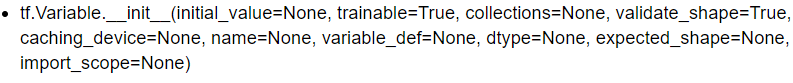 • tf.Variable.__init__(initial_value=None, trainable=True, collections=None, validate_shape=True,
caching_device=None, name=None, variable_def=None, dtype=None, expected_shape=None,
import_scope=None)